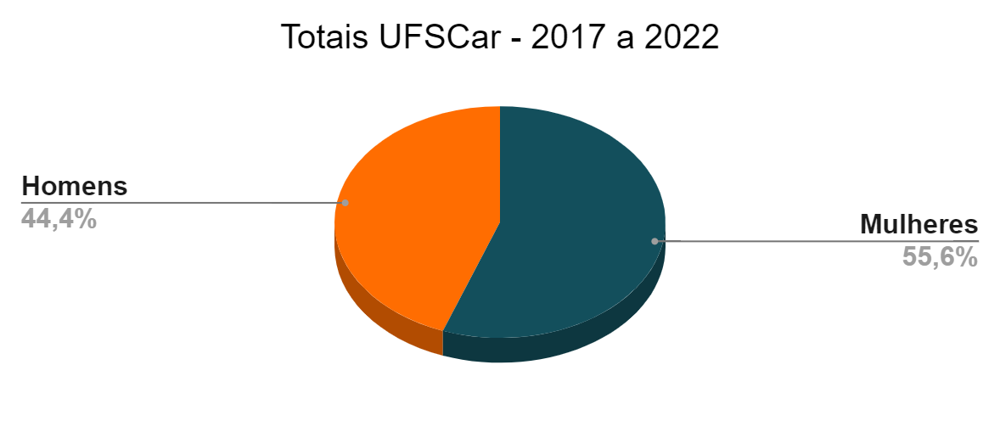 Totais UFSCar - 2017 a 2022
Homens
44,4%
Mulheres
55,6%